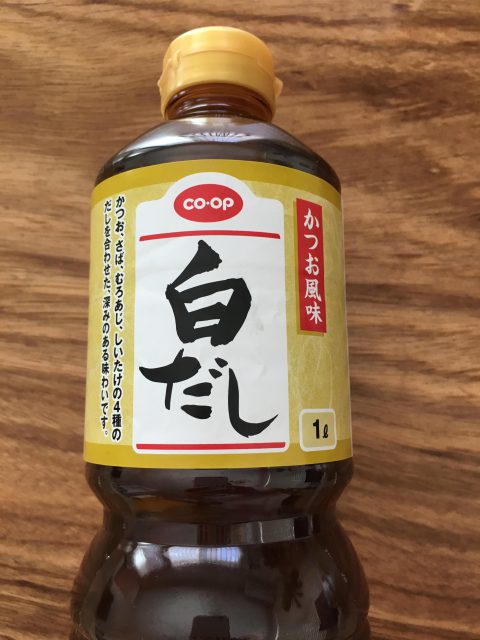 CO・OP
かつお風味
白だし
かつお、さば、むろあじ、しいたけの4種の
だしを合わせた、深みのある味わいです。
1ℓ